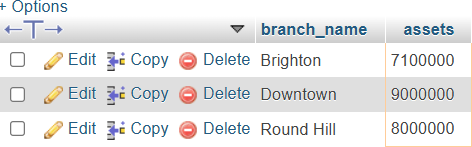 + Options
branch_name assets
Edit Copy Delete Brighton 7100000
Edit Copy Delete Downtown 9000000
Edit Copy Delete Round Hill 8000000